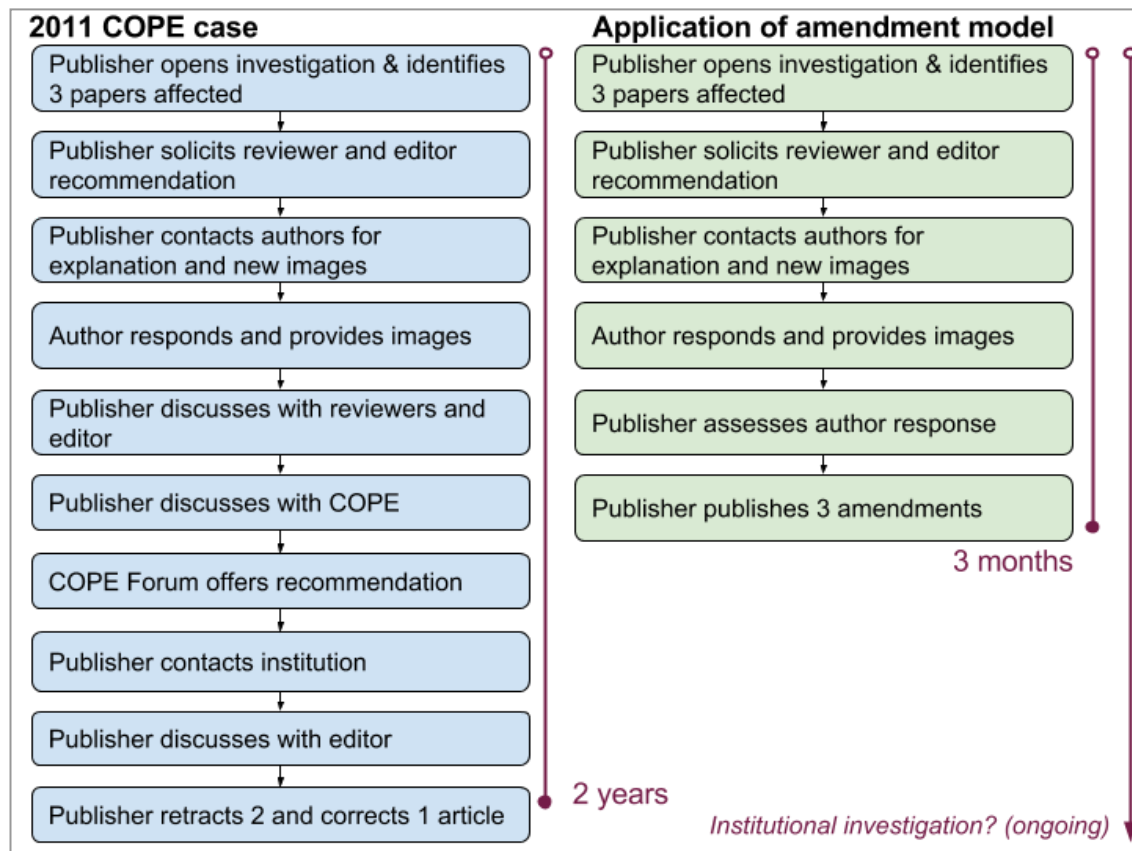 2011 COPE case
Publisher opens investigation & identifies
3 papers affected
Publisher solicits reviewer and editor
recommendation
Publisher contacts authors for
explanation and new images
Author responds and provides images
Publisher discusses with reviewers and
editor
Publisher discusses with COPE
COPE Forum offers recommendation
Publisher contacts institution
Publisher discusses with editor
Publisher retracts 2 and corrects 1 article
2 years
Application of amendment model
Publisher opens investigation & identifies
3 papers affected
Publisher solicits reviewer and editor
recommendation
Publisher contacts authors for
explanation and new images
Author responds and provides images
Publisher assesses author response
Publisher publishes 3 amendments
3 months
Institutional investigation? (ongoing)